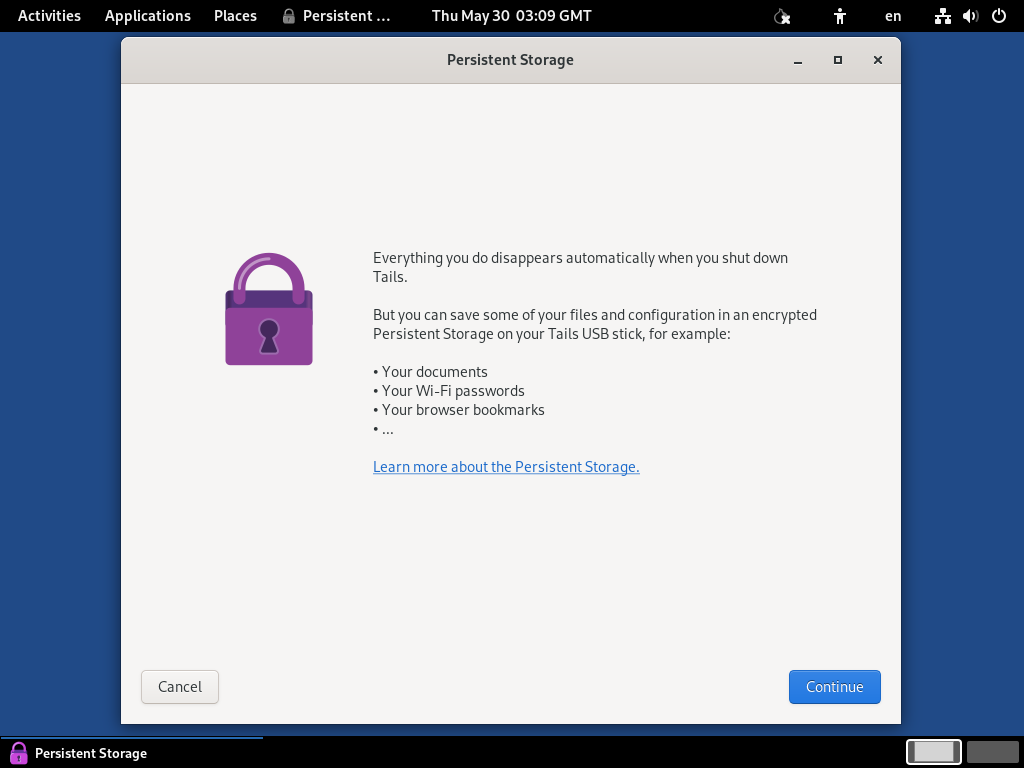 Activities Applications Places Persistent ... Thu May 30 03:09 GMT en
Persistent Storage
Everything you do disappears automatically when you shut down
Tails.
But you can save some of your files and configuration in an encrypted
Persistent Storage on your Tails USB stick, for example:
• Your documents
• Your Wi-Fi passwords
• Your browser bookmarks
• ...
Learn more about the Persistent Storage.
Cancel Continue
Persistent Storage